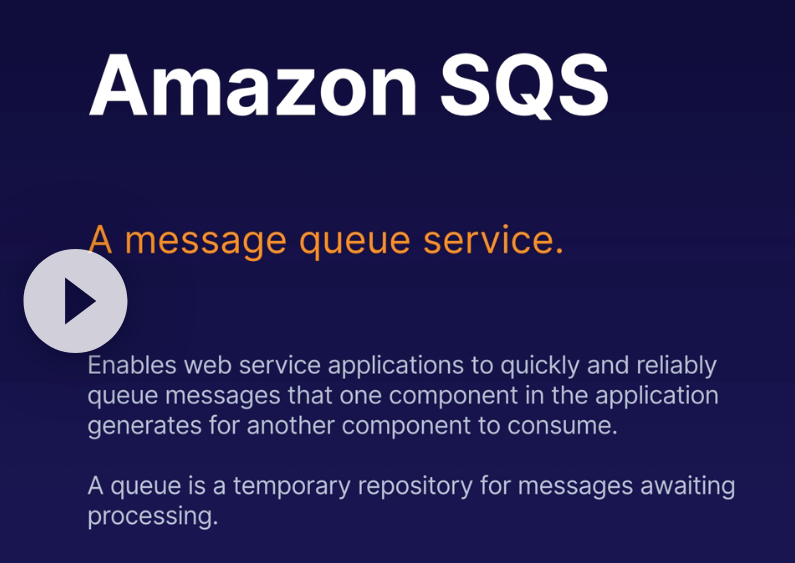 Amazon SQS
A message queue service.
Enables web service applications to quickly and reliably
queue messages that one component in the application
generates for another component to consume.
A queue is a temporary repository for messages awaiting
processing.